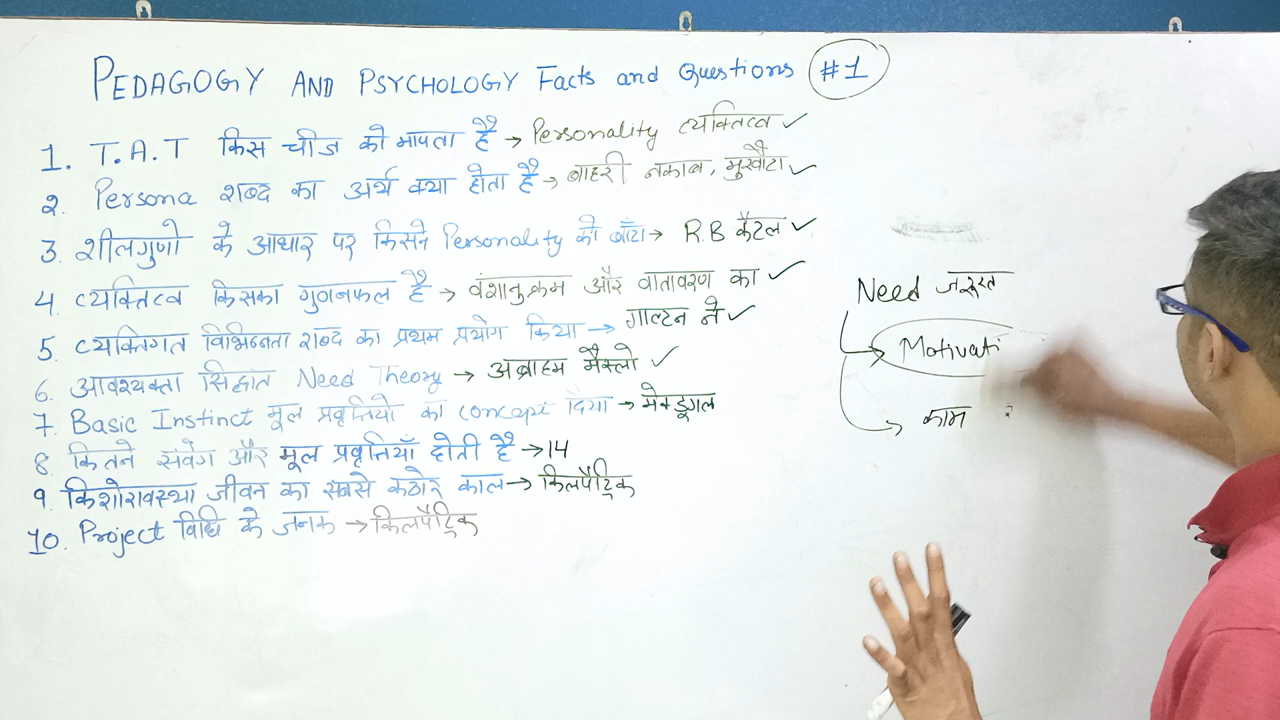 PEDAGOGY AND PSYCHOLOGY Facts and Questions #1
1. T.A.T किस चीज को मापता है → Personality व्यक्तित्व ✓
2. Persona शब्द का अर्थ क्या होता है → बाहरी नकाब, मुखौटा ✓
3. शीलगुणो के आधार पर किसने Personality को बाँटा → R.B कैटल ✓
4. व्यक्तित्व किसका गुणनफल है → वंशानुक्रम और वातावरण का ✓
5. व्यक्तिगत विभिन्नता शब्द का प्रथम प्रयोग किया → गाल्टन ने ✓
6. आवश्यक्ता सिद्धांत Need Theory → अब्राहम मैस्लो ✓
7. Basic Instinct मूल प्रवृत्तियो का concept दिया → मेक्डूगल
8. कितने संवेग और मूल प्रवृत्तियाँ होती है → 14
9. किशोरावस्था जीवन का सबसे कठोर काल → किलपैट्रिक
10. Project विधि के जनक → किलपैट्रिक
Need जरूरत
Motivati
काम